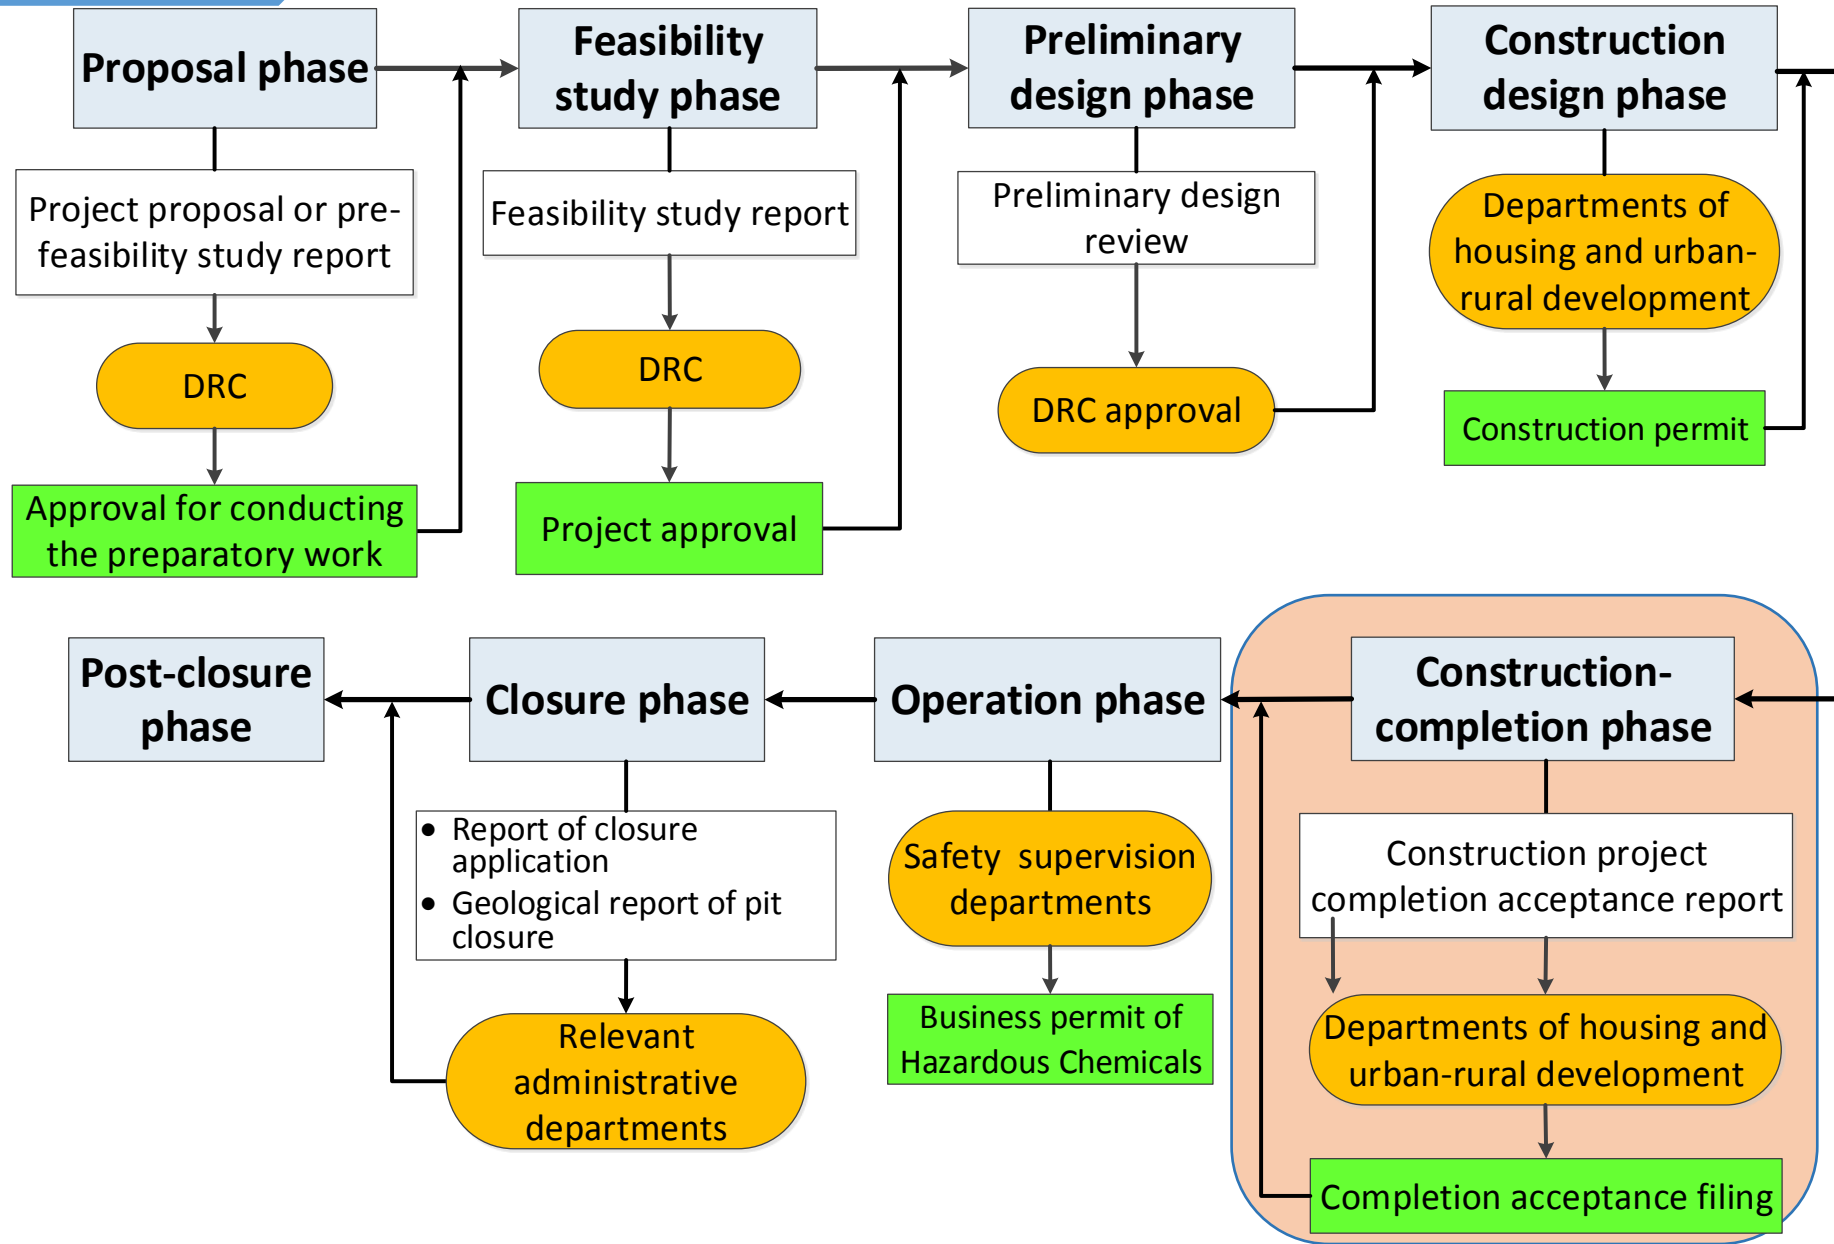 Proposal phase
Feasibility
study phase
Preliminary
design phase
Construction
design phase
Project proposal or pre-
feasibility study report
DRC
Approval for conducting
the preparatory work
Feasibility study report
DRC
Project approval
Preliminary design
review
DRC approval
Departments of
housing and urban-
rural development
Construction permit
Post-closure
phase
Closure phase
Operation phase
Construction-
completion phase
• Report of closure
application
• Geological report of pit
closure
Relevant
administrative
departments
Safety  supervision
departments
Business permit of
Hazardous Chemicals
Construction project
completion acceptance report
Departments of housing and
urban-rural development
Completion acceptance filing